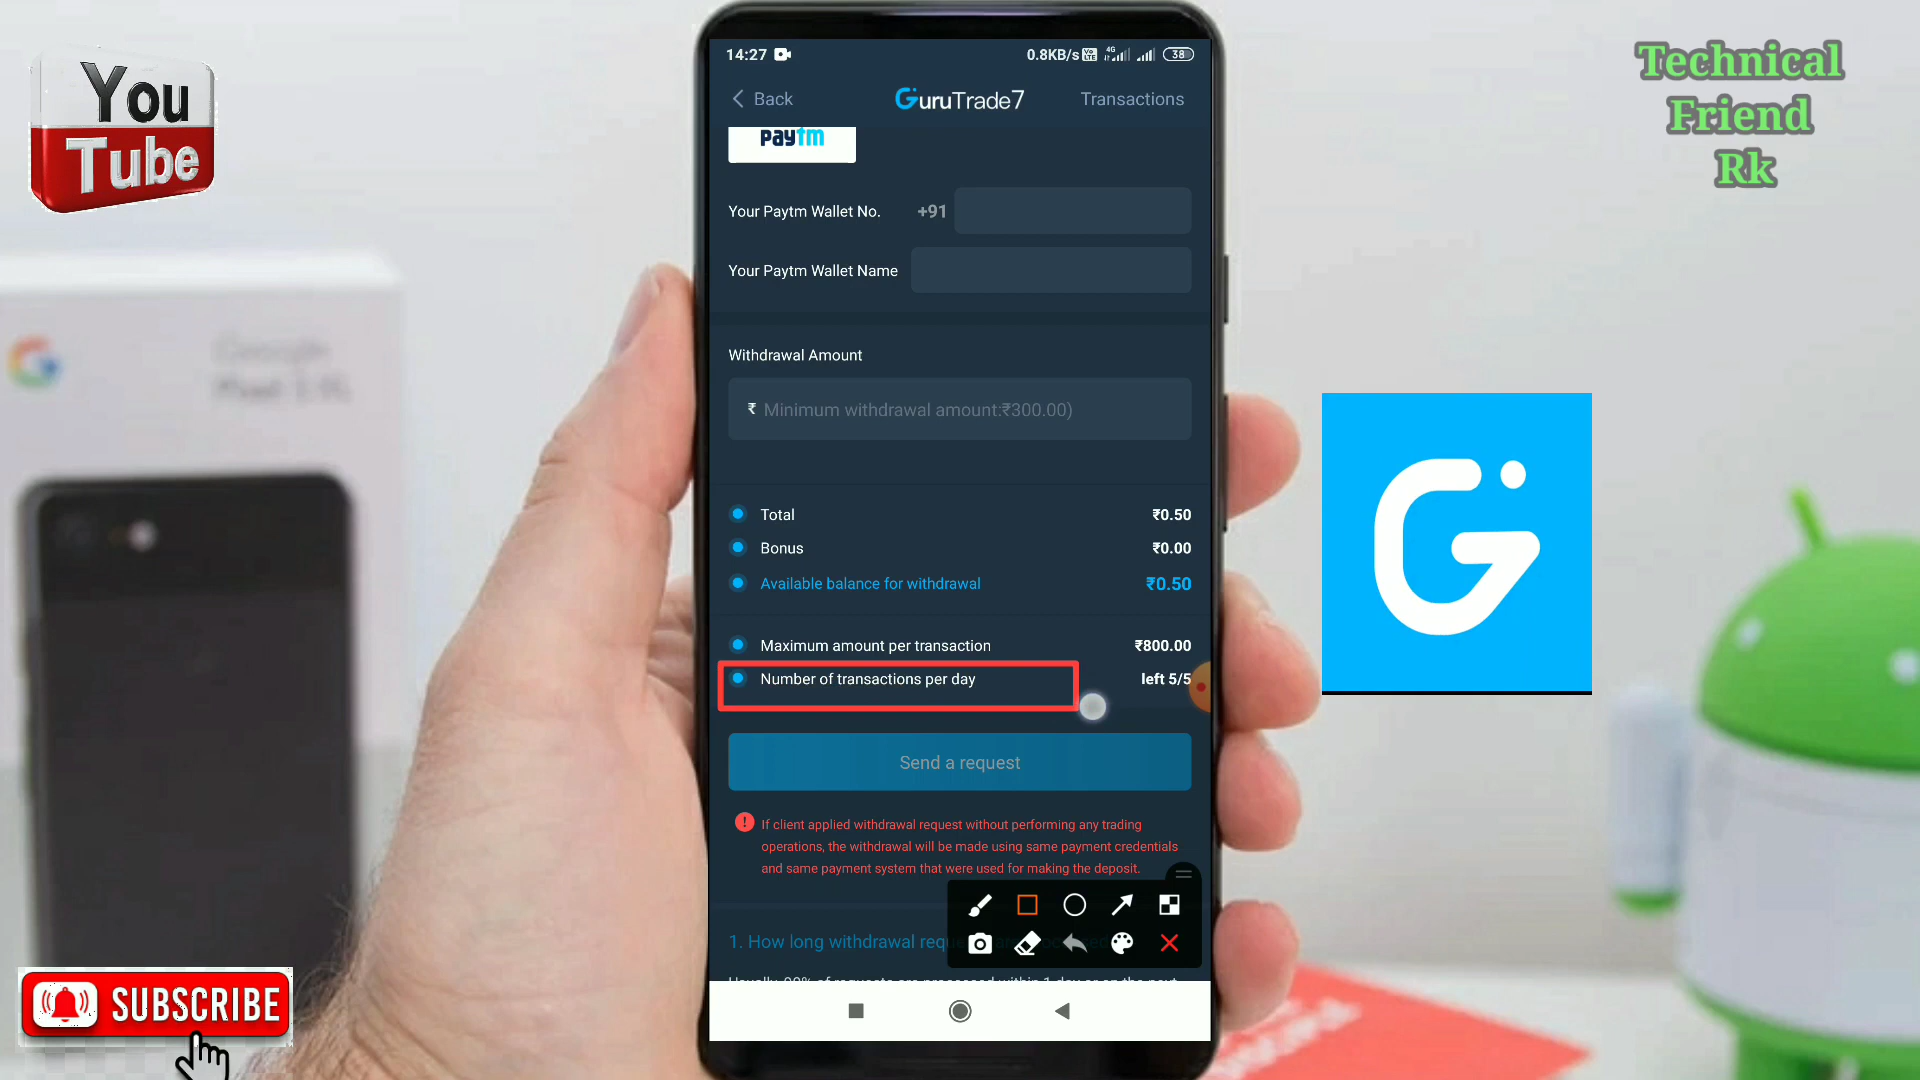 You
Tube
Technical
Friend
Rk
14:27
0.8KB/s Vo LTE 4G 38
Back
GuruTrade7
Transactions
paytm
Your Paytm Wallet No. +91
Your Paytm Wallet Name
Withdrawal Amount
₹ Minimum withdrawal amount:₹300.00)
Total ₹0.50
Bonus ₹0.00
Available balance for withdrawal ₹0.50
Maximum amount per transaction ₹800.00
Number of transactions per day left 5/5
Send a request
If client applied withdrawal request without performing any trading
operations, the withdrawal will be made using same payment credentials
and same payment system that were used for making the deposit.
1. How long withdrawal requ
Google
SUBSCRIBE